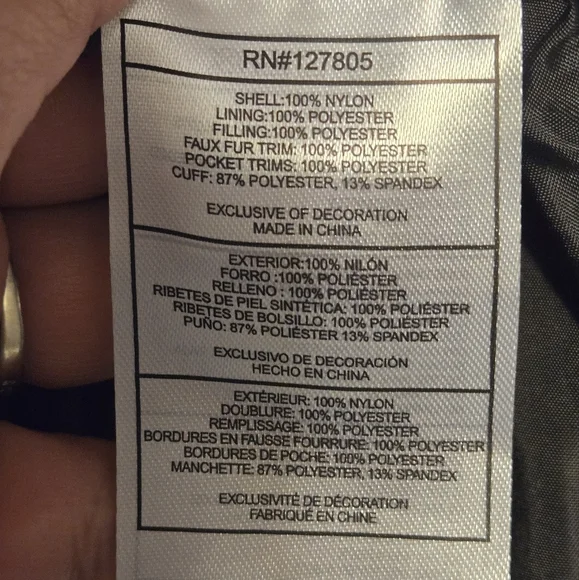 RN#127805
SHELL:100% NYLON
LINING:100% POLYESTER
FILLING:100% POLYESTER
FAUX FUR TRIM: 100% POLYESTER
POCKET TRIMS: 100% POLYESTER
CUFF: 87% POLYESTER, 13% SPANDEX
EXCLUSIVE OF DECORATION
MADE IN CHINA
EXTERIOR:100% NILÓN
FORRO :100% POLIÉSTER
RELLENO : 100% POLIÉSTER
RIBETES DE PIEL SINTÉTICA: 100% POLIÉSTER
RIBETES DE BOLSILLO: 100% POLIÉSTER
PUÑO: 87% POLIÉSTER 13% SPANDEX
EXCLUSIVO DE DECORACIÓN
HECHO EN CHINA
EXTÉRIEUR: 100% NYLON
DOUBLURE: 100% POLYESTER
REMPLISSAGE: 100% POLYESTER
BORDURES EN FAUSSE FOURRURE: 100% POLYESTER
BORDURES DE POCHE: 100% POLYESTER
MANCHETTE: 87% POLYESTER, 13% SPANDEX
EXCLUSIVITÉ DE DÉCORATION
FABRIQUÉ EN CHINE